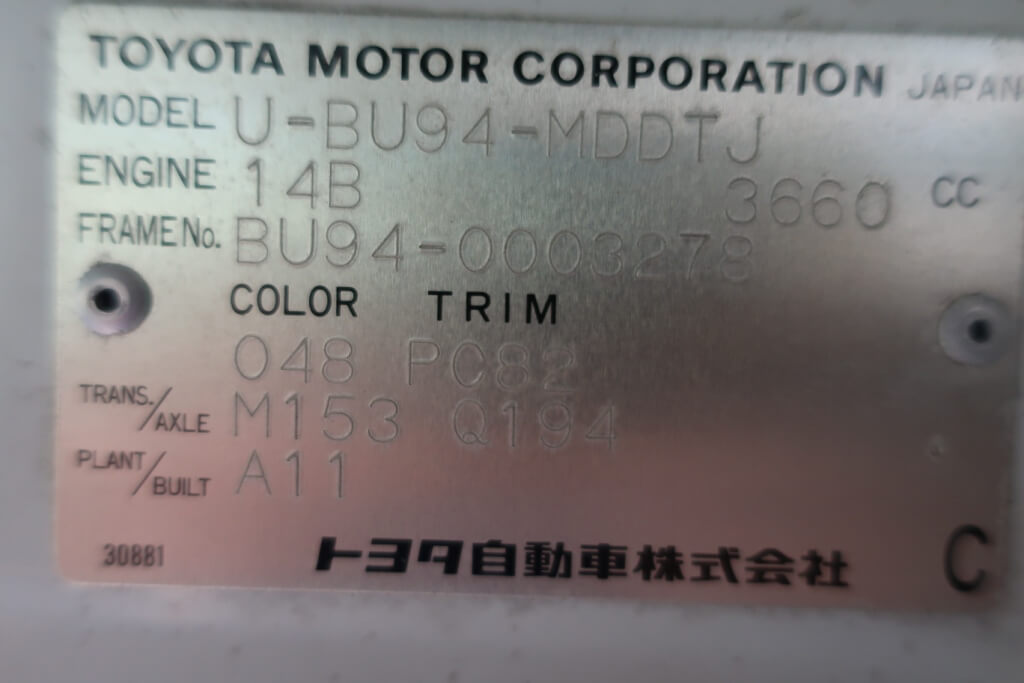 TOYOTA MOTOR CORPORATION JAPAN
MODEL U-BU94-MDDTJ
ENGINE 14B 3660 CC
FRAME No. BU94-0003278
COLOR TRIM
048 PC82
TRANS./AXLE M153 Q194
PLANT/BUILT A11
30881 トヨタ自動車株式会社 C